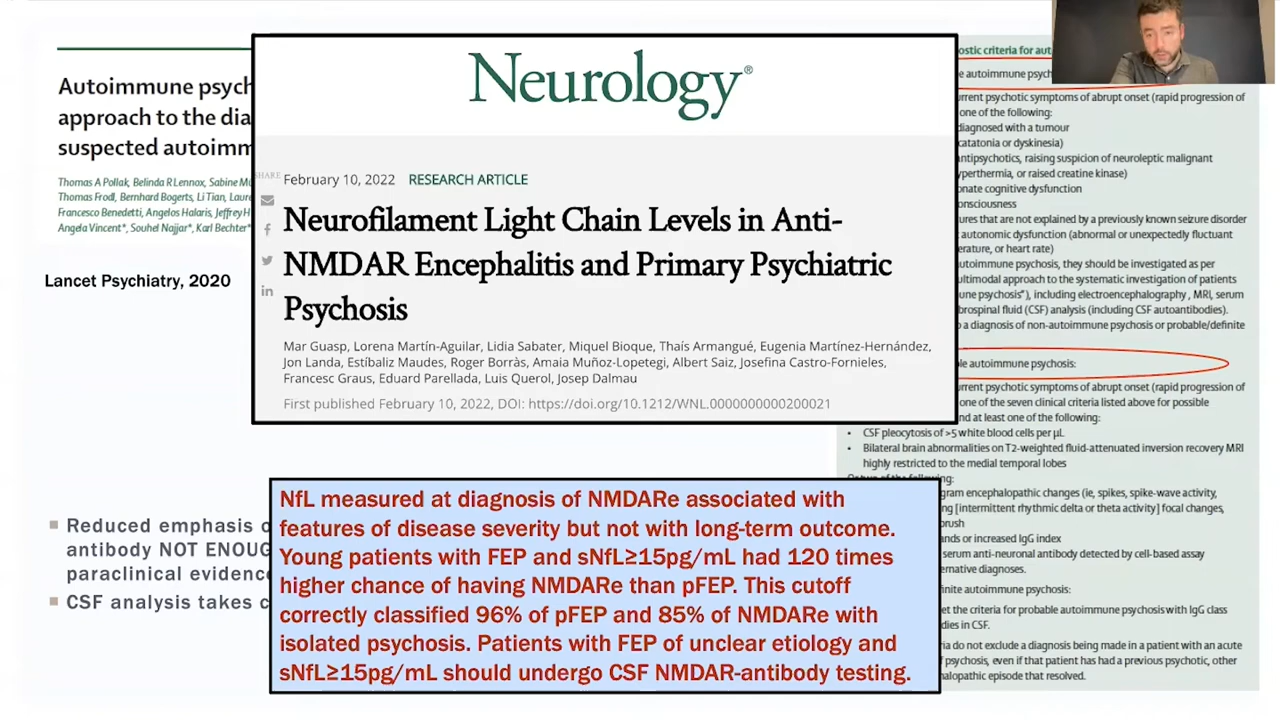 Autoimmune psych
approach to the dia
suspected autoimm
Thomas A Pollak, Belinda R Lennox, Sabine Mü
Thomas Frodl, Bernhard Bogerts, Li Tian, Laur
Francesco Benedetti, Angelos Halaris, Jeffrey H
Angela Vincent*, Souhel Najjar*, Karl Bechter*
Lancet Psychiatry, 2020
Reduced emphasis o
antibody NOT ENOUG
paraclinical evidence
CSF analysis takes c
Neurology®
SHARE
February 10, 2022 RESEARCH ARTICLE
Neurofilament Light Chain Levels in Anti-
NMDAR Encephalitis and Primary Psychiatric
Psychosis
Mar Guasp, Lorena Martín-Aguilar, Lidia Sabater, Miquel Bioque, Thaís Armangué, Eugenia Martínez-Hernández,
Jon Landa, Estíbaliz Maudes, Roger Borràs, Amaia Muñoz-Lopetegi, Albert Saiz, Josefina Castro-Fornieles,
Francesc Graus, Eduard Parellada, Luis Querol, Josep Dalmau
First published February 10, 2022, DOI: https://doi.org/10.1212/WNL.0000000000200021
NfL measured at diagnosis of NMDARe associated with
features of disease severity but not with long-term outcome.
Young patients with FEP and sNfL≥15pg/mL had 120 times
higher chance of having NMDARe than pFEP. This cutoff
correctly classified 96% of pFEP and 85% of NMDARe with
isolated psychosis. Patients with FEP of unclear etiology and
sNfL≥15pg/mL should undergo CSF NMDAR-antibody testing.
ostic criteria for aut
e autoimmune psych
rrent psychotic symptoms of abrupt onset (rapid progression of
one of the following:
diagnosed with a tumour
catatonia or dyskinesia)
antipsychotics, raising suspicion of neuroleptic malignant
yperthermia, or raised creatine kinase)
onate cognitive dysfunction
onsciousness
ures that are not explained by a previously known seizure disorder
autonomic dysfunction (abnormal or unexpectedly fluctuant
erature, or heart rate)
autoimmune psychosis, they should be investigated as per
ultimodal approach to the systematic investigation of patients
une psychosis"), including electroencephalography, MRI, serum
brospinal fluid (CSF) analysis (including CSF autoantibodies).
o a diagnosis of non-autoimmune psychosis or probable/definite
le autoimmune psychosis:
rrent psychotic symptoms of abrupt onset (rapid progression of
one of the seven clinical criteria listed above for possible
nd at least one of the following:
• CSF pleocytosis of >5 white blood cells per μL
• Bilateral brain abnormalities on T2-weighted fluid-attenuated inversion recovery MRI
highly restricted to the medial temporal lobes
gram encephalopathic changes (ie, spikes, spike-wave activity,
ng [intermittent rhythmic delta or theta activity] focal changes,
rush
nds or increased IgG index
serum anti-neuronal antibody detected by cell-based assay
ernative diagnoses.
finite autoimmune psychosis:
et the criteria for probable autoimmune psychosis with IgG class
dies in CSF.
ria do not exclude a diagnosis being made in a patient with an acute
f psychosis, even if that patient has had a previous psychotic, other
halopathic episode that resolved.